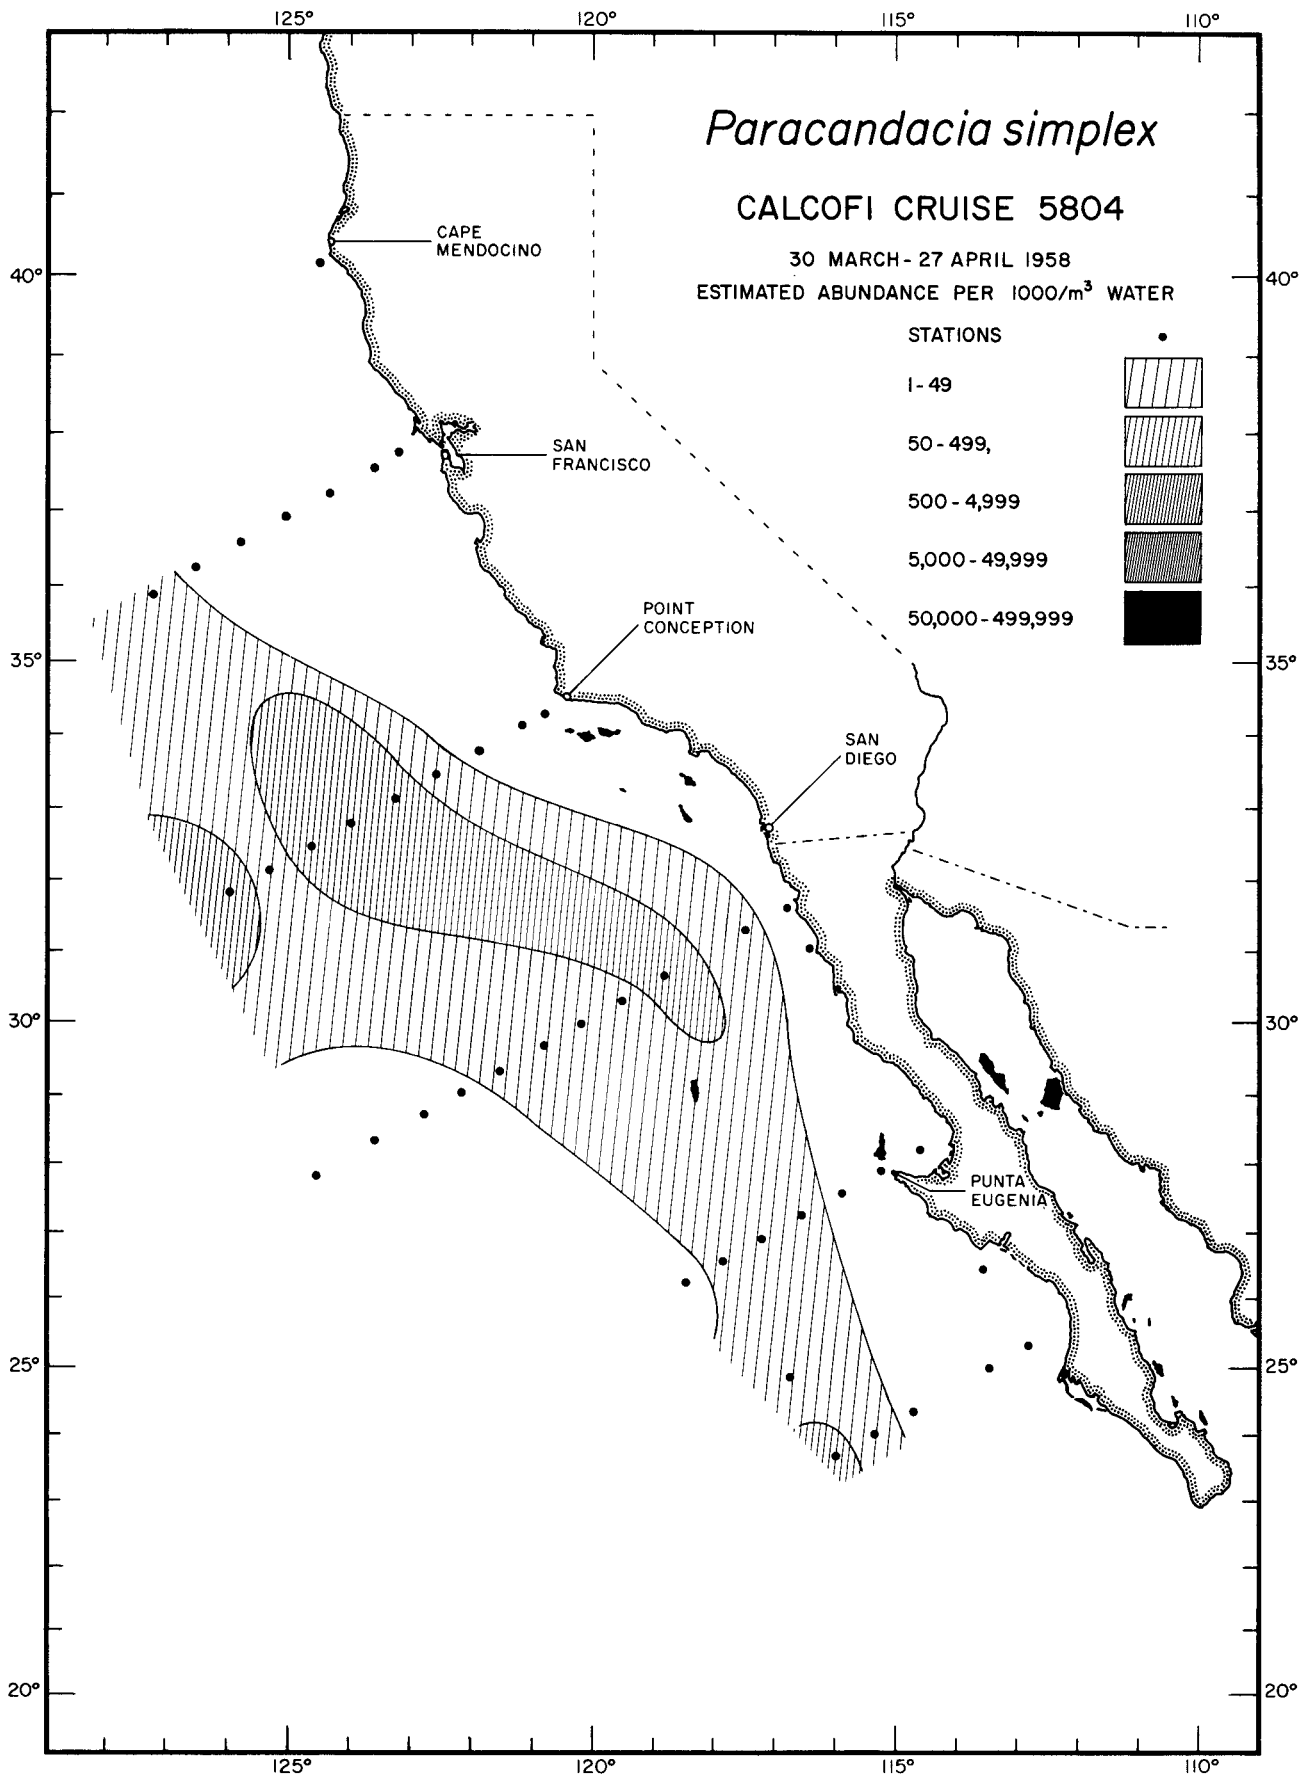 125° 120° 115° 110°
Paracandacia simplex
CALCOFI CRUISE 5804
30 MARCH - 27 APRIL 1958
ESTIMATED ABUNDANCE PER 1000/m³ WATER
STATIONS
1 - 49
50 - 499,
500 - 4,999
5,000 - 49,999
50,000 - 499,999
CAPE
MENDOCINO
40° 40°
SAN
FRANCISCO
POINT
CONCEPTION
35° 35°
SAN
DIEGO
30° 30°
PUNTA
EUGENIA
25° 25°
20° 20°
125° 120° 115° 110°